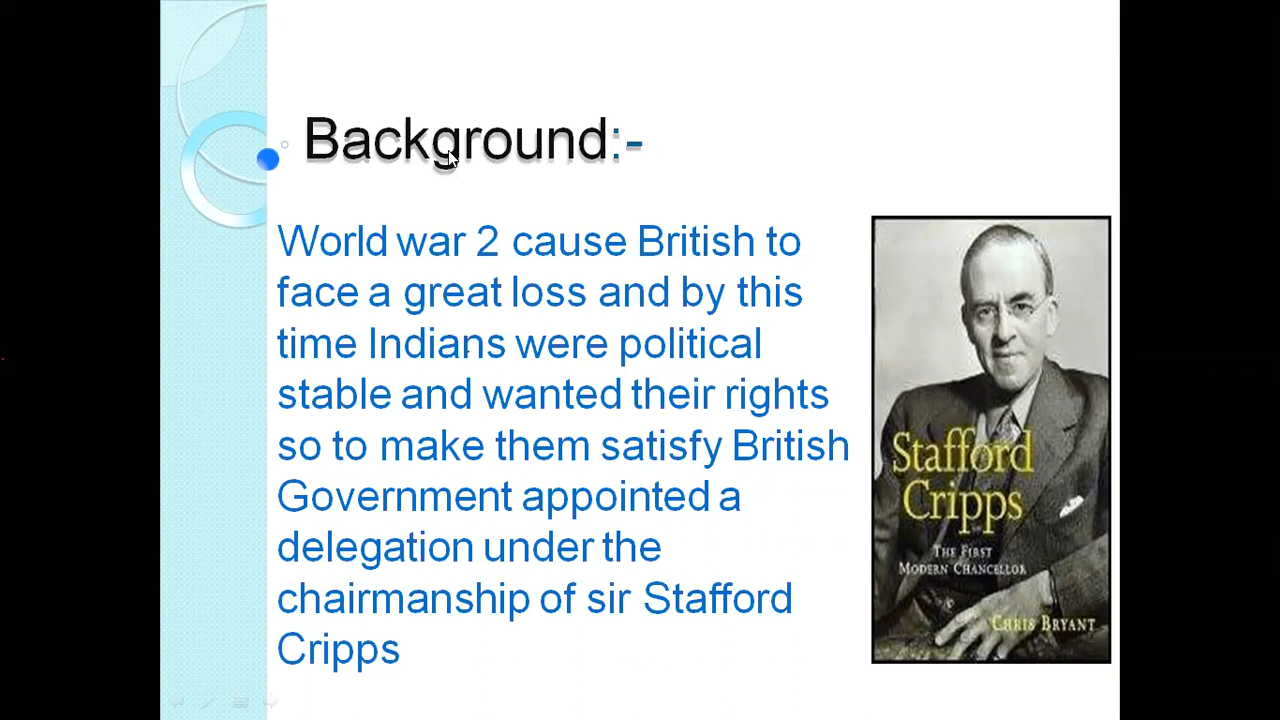 Background:-
World war 2 cause British to
face a great loss and by this
time Indians were political
stable and wanted their rights
so to make them satisfy British
Government appointed a
delegation under the
chairmanship of sir Stafford
Cripps
Stafford
Cripps
THE FIRST
MODERN CHANCELLOR
CHRIS BRYANT